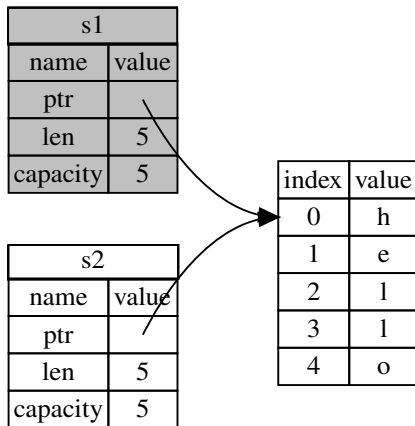 s1
name value
ptr
len 5
capacity 5
s2
name value
ptr
len 5
capacity 5
index value
0 h
1 e
2 l
3 l
4 o